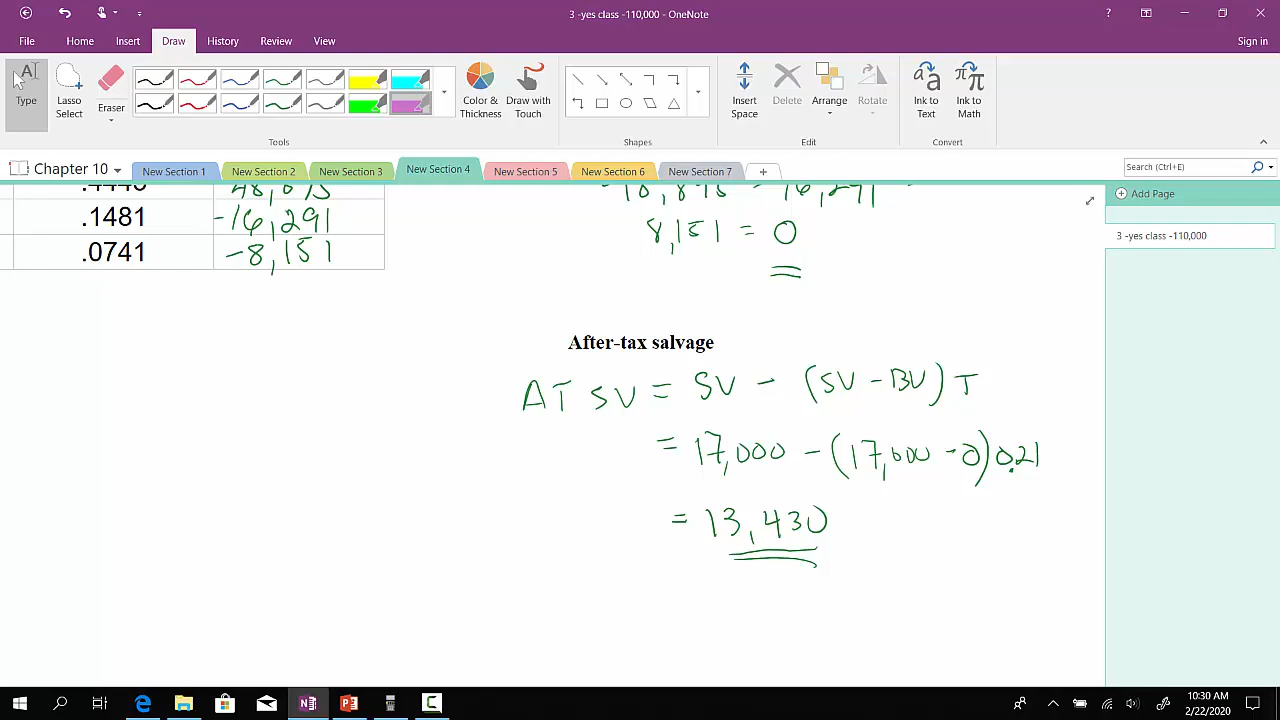 3 -yes class -110,000 - OneNote
?
File Home Insert Draw History Review View
Sign in
Type
Lasso Select
Eraser
Color & Thickness
Draw with Touch
Insert Space
Delete
Arrange
Rotate
Ink to Text
Ink to Math
Tools
Shapes
Edit
Convert
Chapter 10
New Section 1
New Section 2
New Section 3
New Section 4
New Section 5
New Section 6
New Section 7
Search (Ctrl+E)
Add Page
3 -yes class -110,000
.1481 -16,291
8,151 = 0
.0741 -8,151
After-tax salvage
AT SV = SV - (SV - BV) T
= 17,000 - (17,000 - 0) 0.21
= 13,430
10:30 AM
2/22/2020